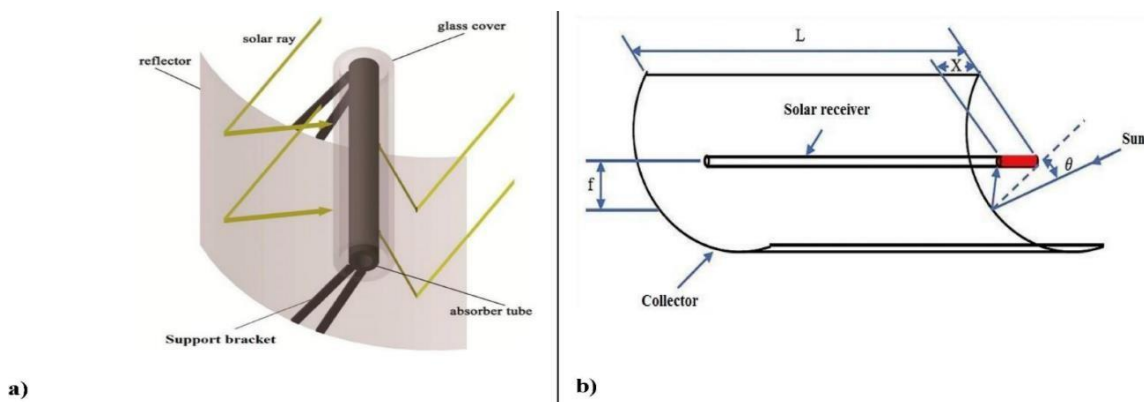 glass cover
solar ray
reflector
absorber tube
Support bracket
a)
L
X
Solar receiver
Sun
θ
f
Collector
b)